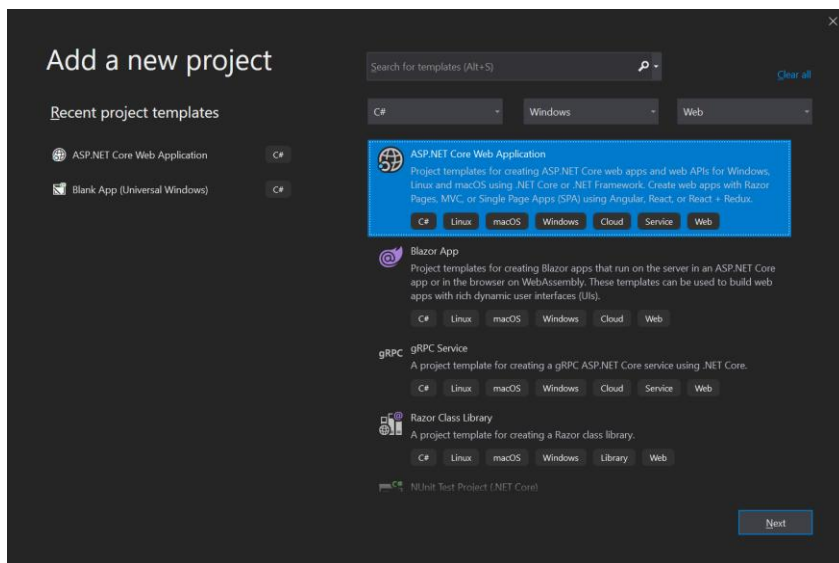 Add a new project
Search for templates (Alt+S)
Clear all
Recent project templates
C#
Windows
Web
ASP.NET Core Web Application
C#
Blank App (Universal Windows)
C#
ASP.NET Core Web Application
Project templates for creating ASP.NET Core web apps and web APIs for Windows,
Linux and macOS using .NET Core or .NET Framework. Create web apps with Razor
Pages, MVC, or Single Page Apps (SPA) using Angular, React, or React + Redux.
C# Linux macOS Windows Cloud Service Web
Blazor App
Project templates for creating Blazor apps that run on the server in an ASP.NET Core
app or in the browser on WebAssembly. These templates can be used to build web
apps with rich dynamic user interfaces (UIs).
C# Linux macOS Windows Cloud Web
gRPC
gRPC Service
A project template for creating a gRPC ASP.NET Core service using .NET Core.
C# Linux macOS Windows Cloud Service Web
Razor Class Library
A project template for creating a Razor class library.
C# Linux macOS Windows Library Web
NUnit Test Project (.NET Core)
Next